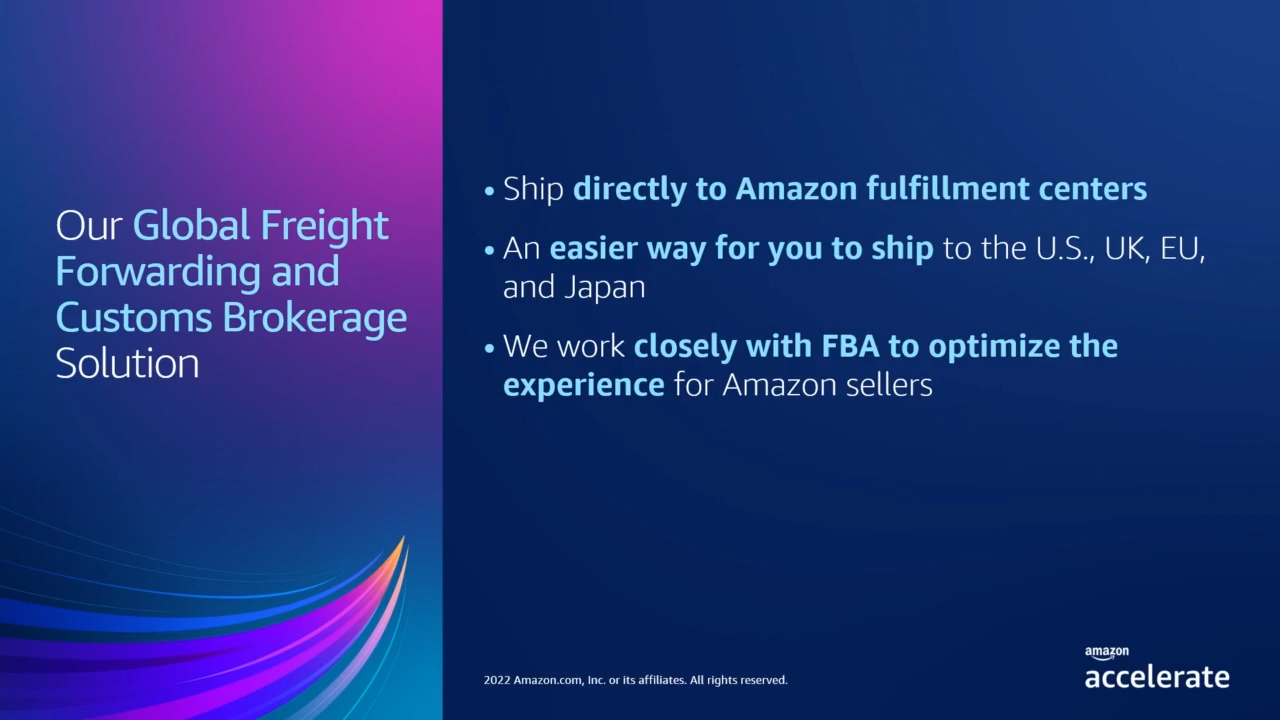 Our Global Freight
Forwarding and
Customs Brokerage
Solution
• Ship directly to Amazon fulfillment centers
• An easier way for you to ship to the U.S., UK, EU,
and Japan
• We work closely with FBA to optimize the
experience for Amazon sellers
2022 Amazon.com, Inc. or its affiliates. All rights reserved.
amazon
accelerate